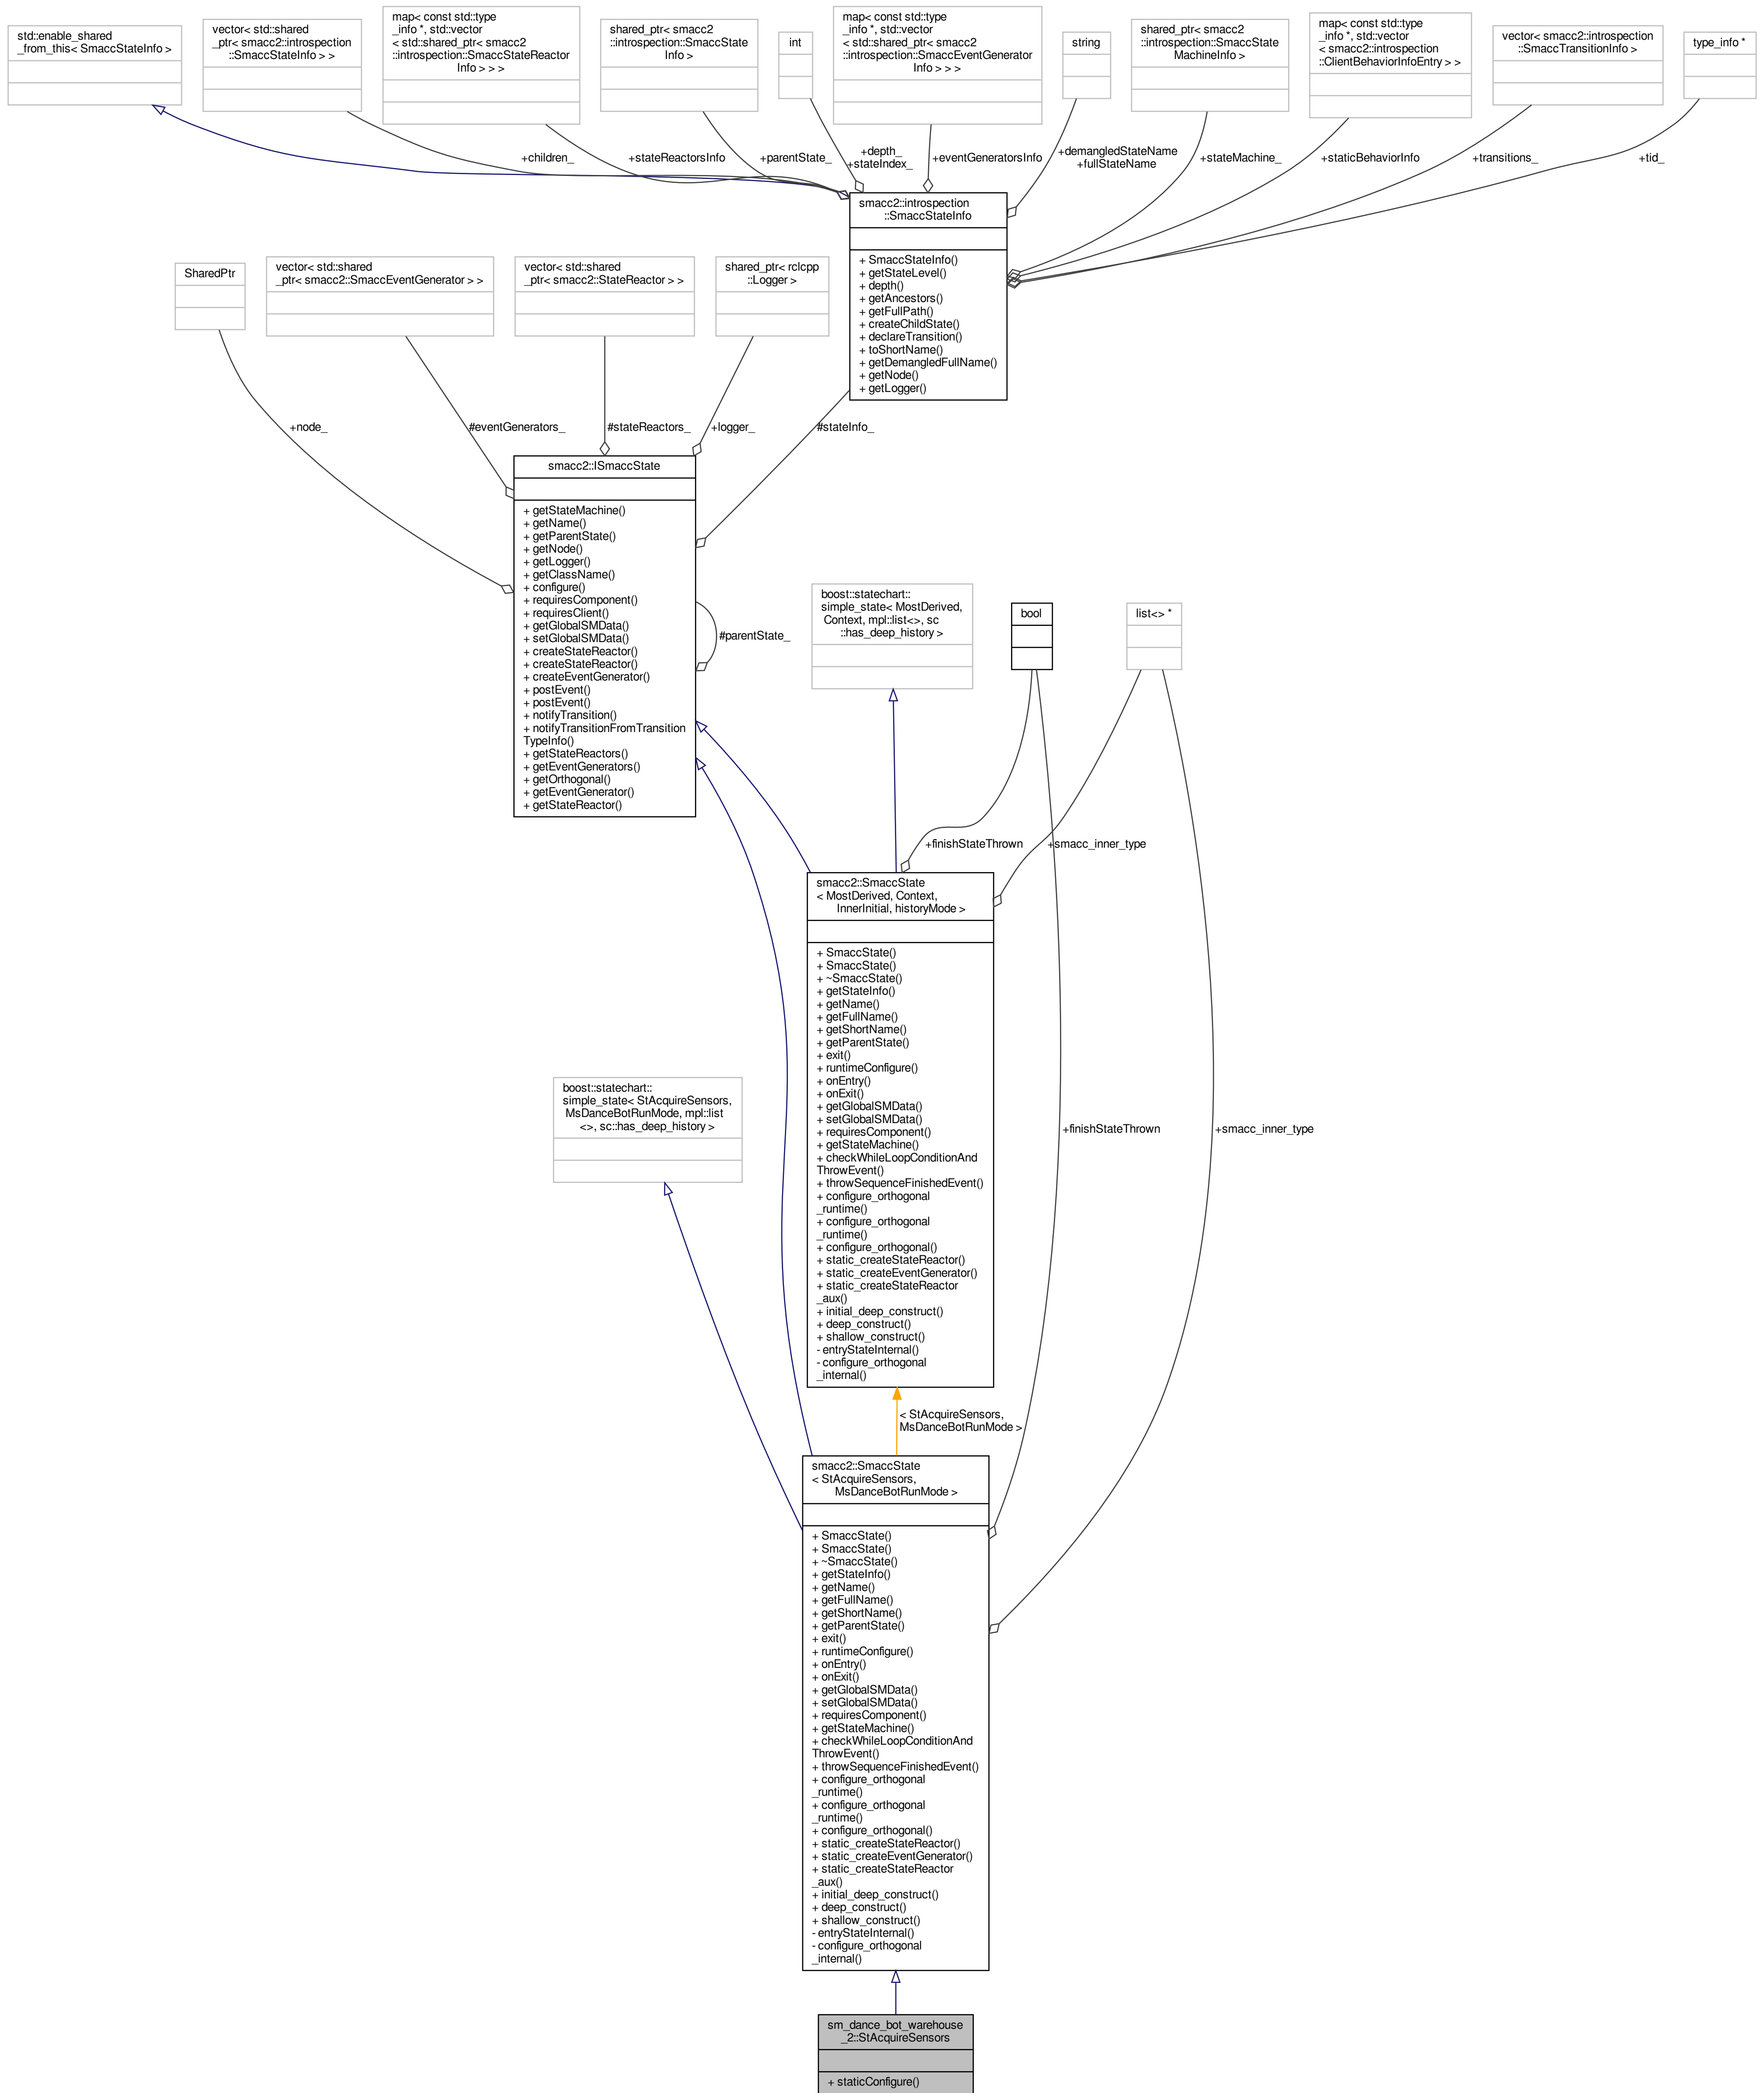 std::enable_shared
_from_this< SmaccStateInfo >
vector< std::shared
_ptr< smacc2::introspection
::SmaccStateInfo > >
map< const std::type
_info *, std::vector
< std::shared_ptr< smacc2
::introspection::SmaccStateReactor
Info > > >
shared_ptr< smacc2
::introspection::SmaccState
Info >
int
map< const std::type
_info *, std::vector
< std::shared_ptr< smacc2
::introspection::SmaccEventGenerator
Info > > >
string
shared_ptr< smacc2
::introspection::SmaccState
MachineInfo >
map< const std::type
_info *, std::vector
< smacc2::introspection
::ClientBehaviorInfoEntry > >
vector< smacc2::introspection
::SmaccTransitionInfo >
type_info *
+children_
+stateReactorsInfo
+parentState_
+depth_
+stateIndex_
+eventGeneratorsInfo
+demangledStateName
+fullStateName
+stateMachine_
+staticBehaviorInfo
+transitions_
+tid_
smacc2::introspection
::SmaccStateInfo
+ SmaccStateInfo()
+ getStateLevel()
+ depth()
+ getAncestors()
+ getFullPath()
+ createChildState()
+ declareTransition()
+ toShortName()
+ getDemangledFullName()
+ getNode()
+ getLogger()
SharedPtr
vector< std::shared
_ptr< smacc2::SmaccEventGenerator > >
vector< std::shared
_ptr< smacc2::StateReactor > >
shared_ptr< rclcpp
::Logger >
+node_
#eventGenerators_
#stateReactors_
+logger_
#stateInfo_
smacc2::ISmaccState
+ getStateMachine()
+ getName()
+ getParentState()
+ getNode()
+ getLogger()
+ getClassName()
+ configure()
+ requiresComponent()
+ requiresClient()
+ getGlobalSMData()
+ setGlobalSMData()
+ createStateReactor()
+ createStateReactor()
+ createEventGenerator()
+ postEvent()
+ postEvent()
+ notifyTransition()
+ notifyTransitionFromTransition
TypeInfo()
+ getStateReactors()
+ getEventGenerators()
+ getOrthogonal()
+ getEventGenerator()
+ getStateReactor()
#parentState_
boost::statechart::
simple_state< MostDerived,
Context, mpl::list<>, sc
::has_deep_history >
bool
list<> *
+finishStateThrown
+smacc_inner_type
smacc2::SmaccState
< MostDerived, Context,
InnerInitial, historyMode >
+ SmaccState()
+ SmaccState()
+ ~SmaccState()
+ getStateInfo()
+ getName()
+ getFullName()
+ getShortName()
+ getParentState()
+ exit()
+ runtimeConfigure()
+ onEntry()
+ onExit()
+ getGlobalSMData()
+ setGlobalSMData()
+ requiresComponent()
+ getStateMachine()
+ checkWhileLoopConditionAnd
ThrowEvent()
+ throwSequenceFinishedEvent()
+ configure_orthogonal
_runtime()
+ configure_orthogonal
_runtime()
+ configure_orthogonal()
+ static_createStateReactor()
+ static_createEventGenerator()
+ static_createStateReactor
_aux()
+ initial_deep_construct()
+ deep_construct()
+ shallow_construct()
- entryStateInternal()
- configure_orthogonal
_internal()
boost::statechart::
simple_state< StAcquireSensors,
MsDanceBotRunMode, mpl::list
<>, sc::has_deep_history >
+finishStateThrown
+smacc_inner_type
< StAcquireSensors,
MsDanceBotRunMode >
smacc2::SmaccState
< StAcquireSensors,
MsDanceBotRunMode >
+ SmaccState()
+ SmaccState()
+ ~SmaccState()
+ getStateInfo()
+ getName()
+ getFullName()
+ getShortName()
+ getParentState()
+ exit()
+ runtimeConfigure()
+ onEntry()
+ onExit()
+ getGlobalSMData()
+ setGlobalSMData()
+ requiresComponent()
+ getStateMachine()
+ checkWhileLoopConditionAnd
ThrowEvent()
+ throwSequenceFinishedEvent()
+ configure_orthogonal
_runtime()
+ configure_orthogonal
_runtime()
+ configure_orthogonal()
+ static_createStateReactor()
+ static_createEventGenerator()
+ static_createStateReactor
_aux()
+ initial_deep_construct()
+ deep_construct()
+ shallow_construct()
- entryStateInternal()
- configure_orthogonal
_internal()
sm_dance_bot_warehouse
_2::StAcquireSensors
+ staticConfigure()